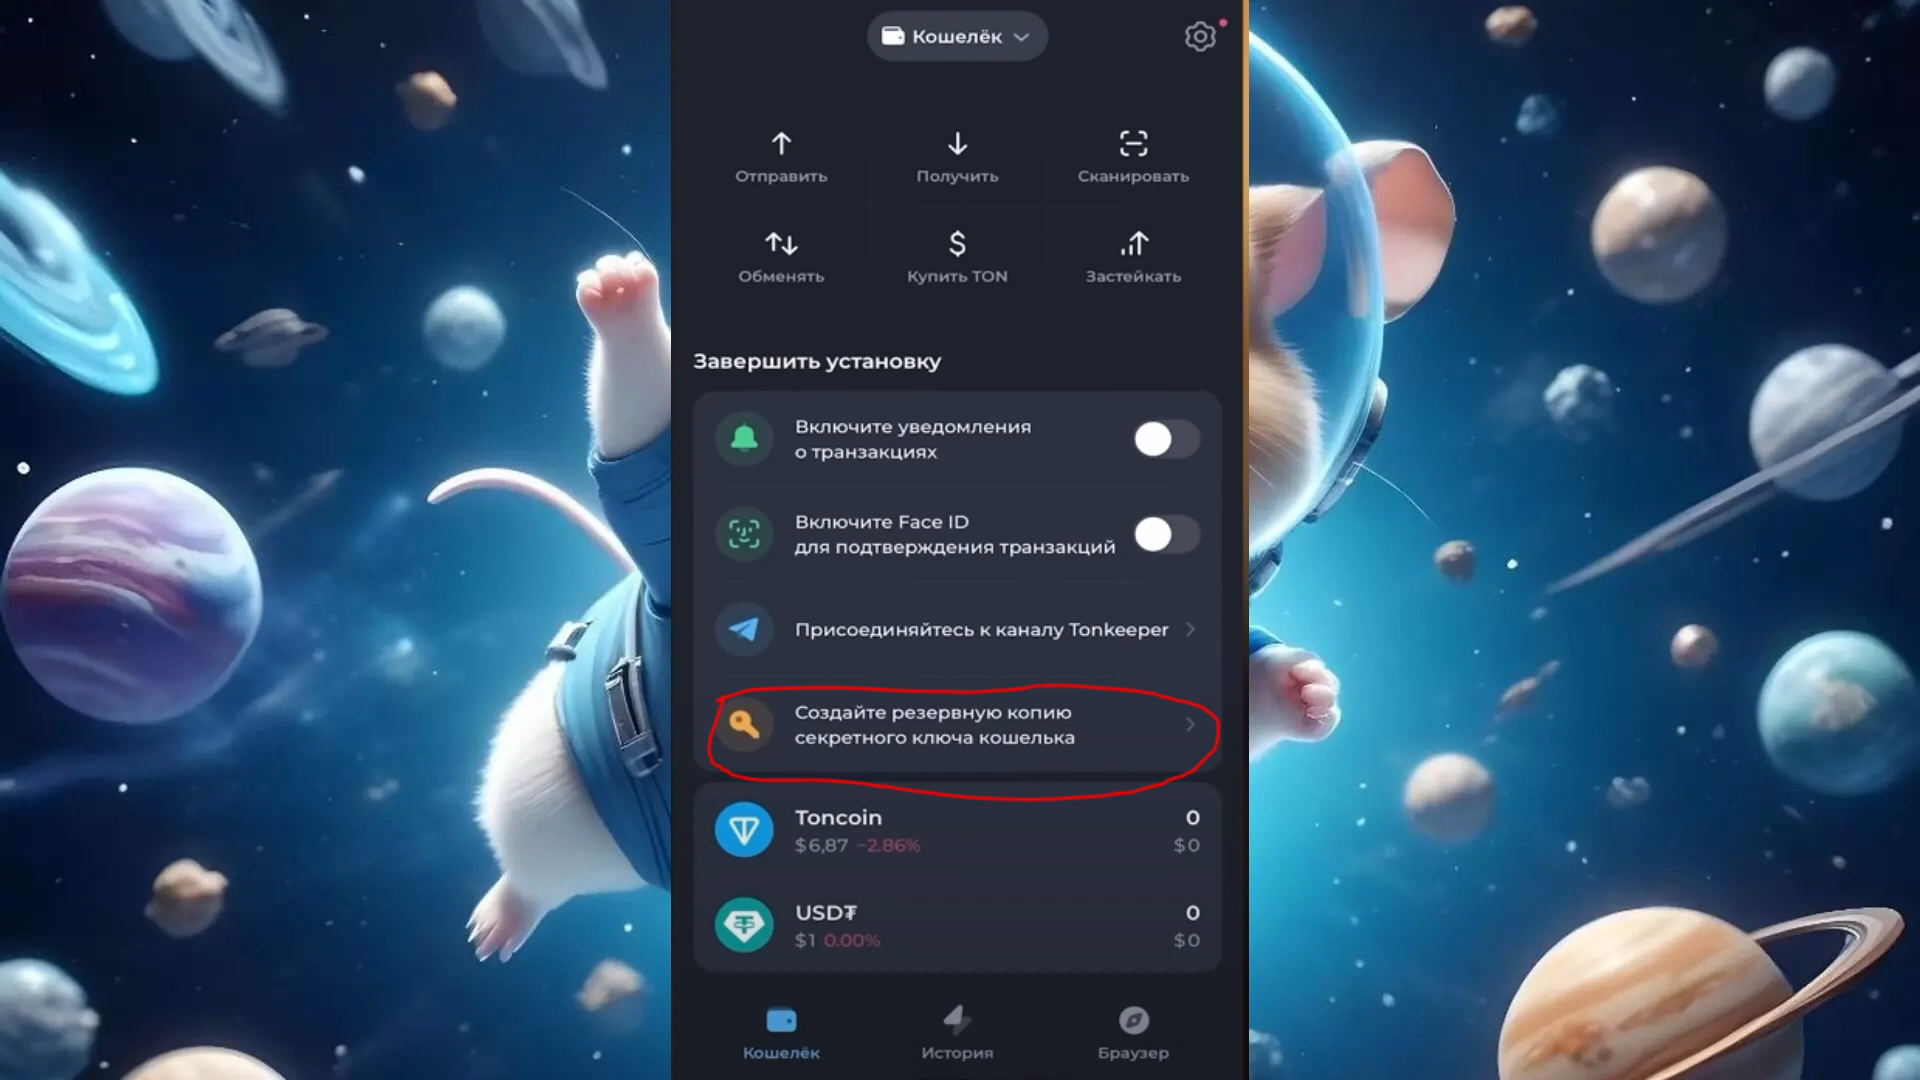 Кошелёк
Отправить
Получить
Сканировать
Обменять
Купить TON
Застейкать
Завершить установку
Включите уведомления
о транзакциях
Включите Face ID
для подтверждения транзакций
Присоединяйтесь к каналу Tonkeeper
Создайте резервную копию
секретного ключа кошелька
Toncoin 0
$6,87 −2.86% $0
USD₮ 0
$1 0.00% $0
Кошелёк
История
Браузер